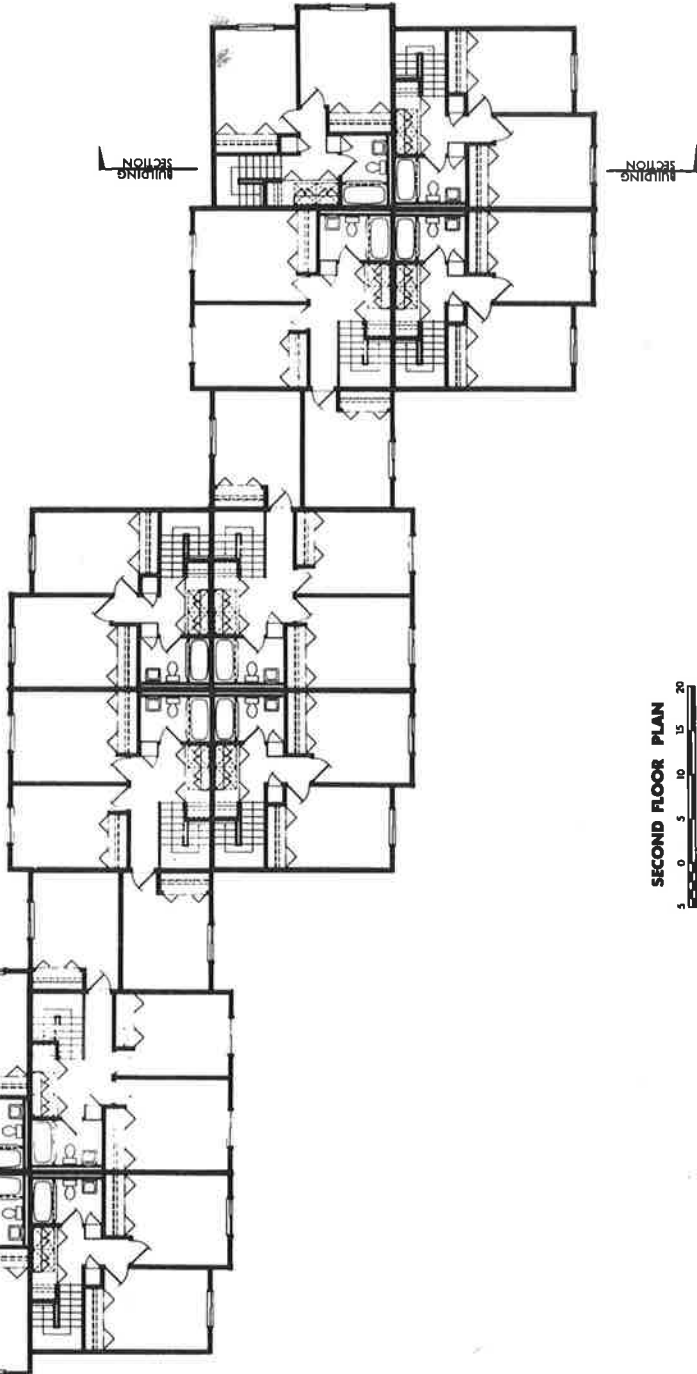 BUILDING
SECTION
BUILDING
SECTION
SECOND FLOOR PLAN
5 0 5 10 15 20